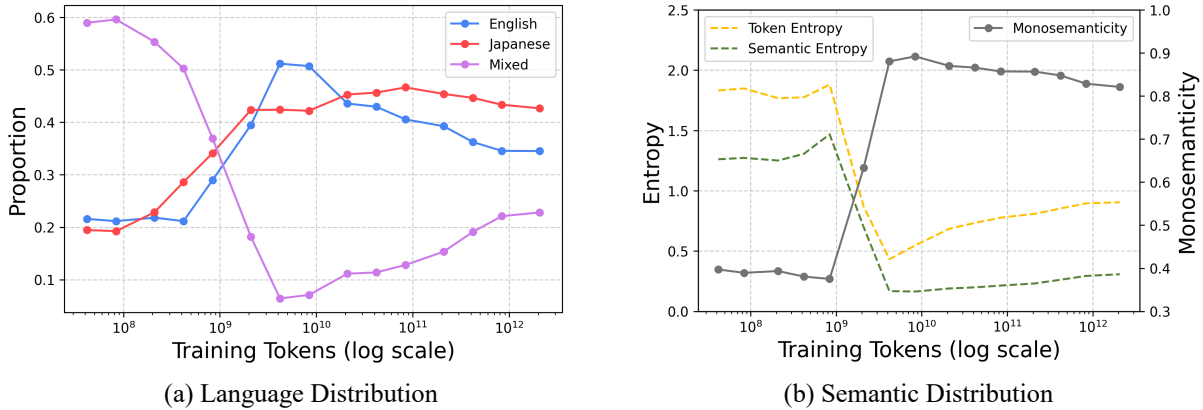 English
Japanese
Mixed
Proportion
0.6
0.5
0.4
0.3
0.2
0.1
10^8
10^9
10^10
10^11
10^12
Training Tokens (log scale)
(a) Language Distribution
Token Entropy
Semantic Entropy
Monosemanticity
Entropy
2.5
2.0
1.5
1.0
0.5
0.0
1.0
0.9
0.8
0.7
0.6
0.5
0.4
0.3
Monosemanticity
10^8
10^9
10^10
10^11
10^12
Training Tokens (log scale)
(b) Semantic Distribution